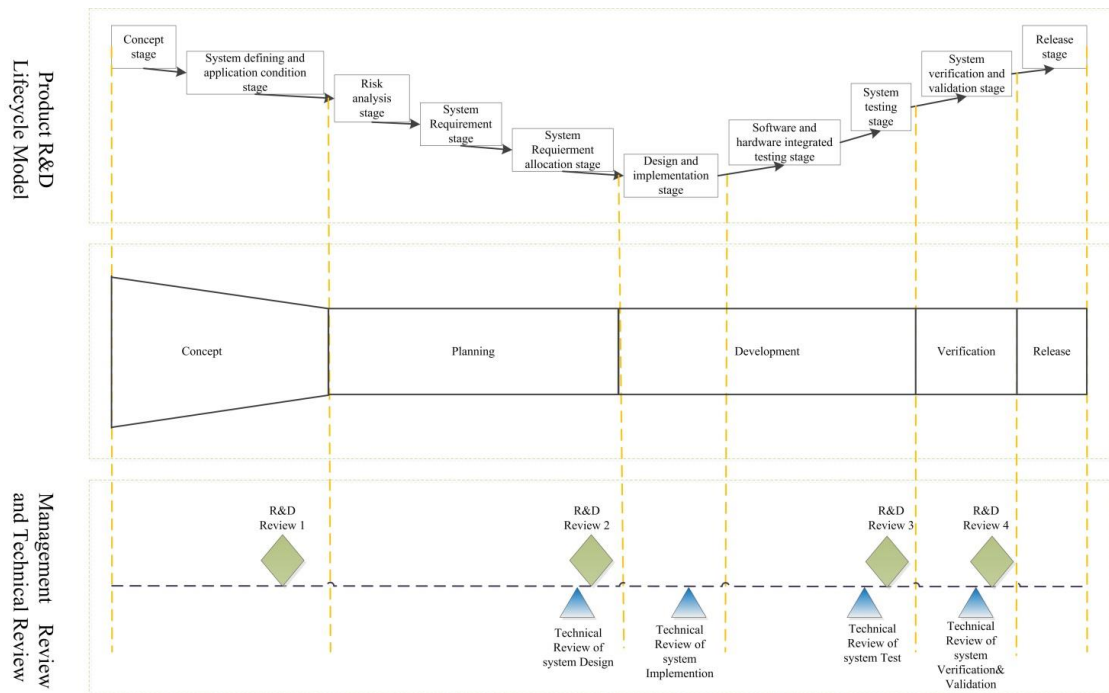 Product R&D
Lifecycle Model
Concept
stage
System defining and
application condition
stage
Risk
analysis
stage
System
Requirement
stage
System
Requierment
allocation stage
Design and
implementation
stage
Software and
hardware integrated
testing stage
System
testing
stage
System
verification and
validation stage
Release
stage
Concept
Planning
Development
Verification
Release
Management Review
and Technical Review
R&D
Review 1
R&D
Review 2
R&D
Review 3
R&D
Review 4
Technical
Review of
system Design
Technical
Review of
system
Implemention
Technical
Review of
system Test
Technical
Review of
system
Verification&
Validation